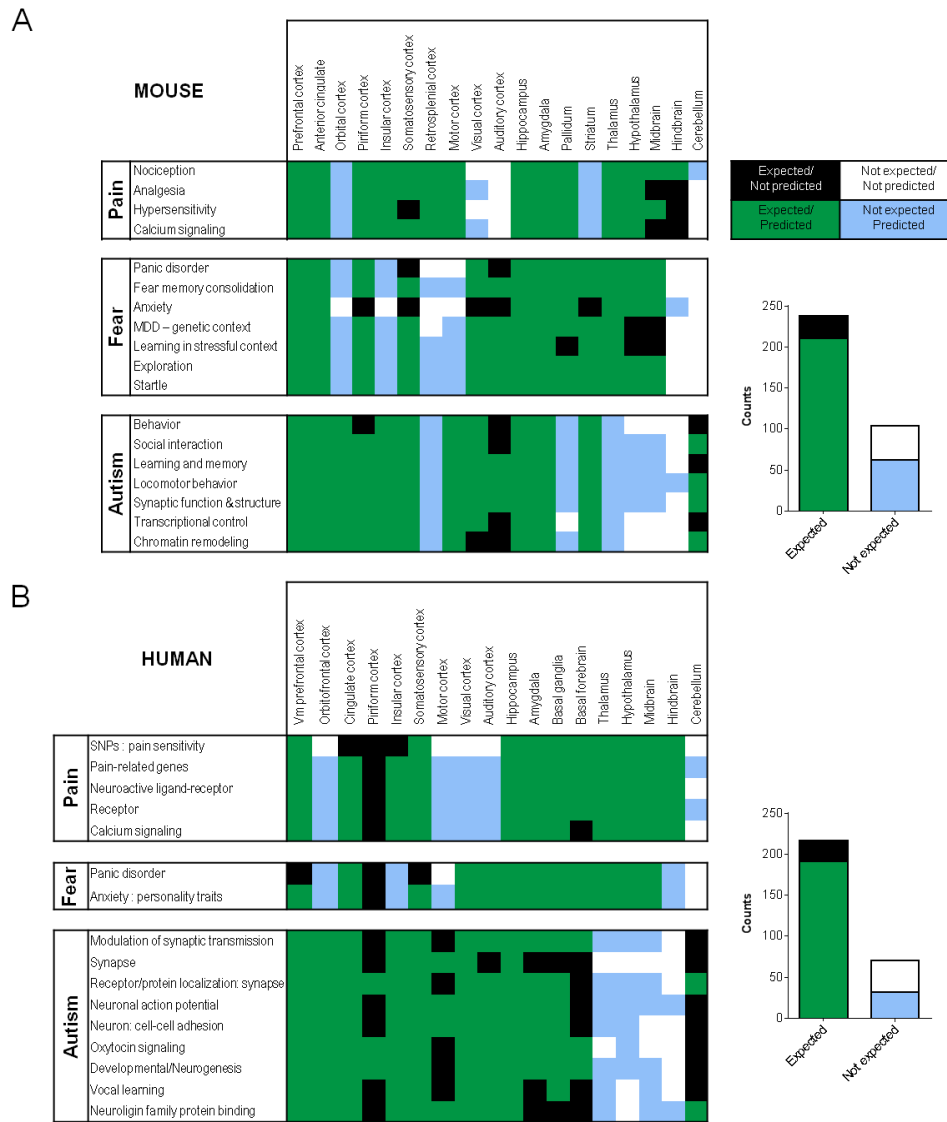 A
MOUSE
Prefrontal cortex
Anterior cingulate
Orbital cortex
Piriform cortex
Insular cortex
Somatosensory cortex
Retrosplenial cortex
Motor cortex
Visual cortex
Auditory cortex
Hippocampus
Amygdala
Pallidum
Striatum
Thalamus
Hypothalamus
Midbrain
Hindbrain
Cerebellum
Pain
Nociception
Analgesia
Hypersensitivity
Calcium signaling
Expected/
Not predicted
Not expected/
Not predicted
Expected/
Predicted
Not expected
Predicted
Fear
Panic disorder
Fear memory consolidation
Anxiety
MDD – genetic context
Learning in stressful context
Exploration
Startle
Autism
Behavior
Social interaction
Learning and memory
Locomotor behavior
Synaptic function & structure
Transcriptional control
Chromatin remodeling
250
200
150
100
50
0
Counts
Expected
Not expected
B
HUMAN
Vm prefrontal cortex
Orbitofrontal cortex
Cingulate cortex
Piriform cortex
Insular cortex
Somatosensory cortex
Motor cortex
Visual cortex
Auditory cortex
Hippocampus
Amygdala
Basal ganglia
Basal forebrain
Thalamus
Hypothalamus
Midbrain
Hindbrain
Cerebellum
Pain
SNPs : pain sensitivity
Pain-related genes
Neuroactive ligand-receptor
Receptor
Calcium signaling
Fear
Panic disorder
Anxiety : personality traits
Autism
Modulation of synaptic transmission
Synapse
Receptor/protein localization: synapse
Neuronal action potential
Neuron: cell-cell adhesion
Oxytocin signaling
Developmental/Neurogenesis
Vocal learning
Neuroligin family protein binding
250
200
150
100
50
0
Counts
Expected
Not expected